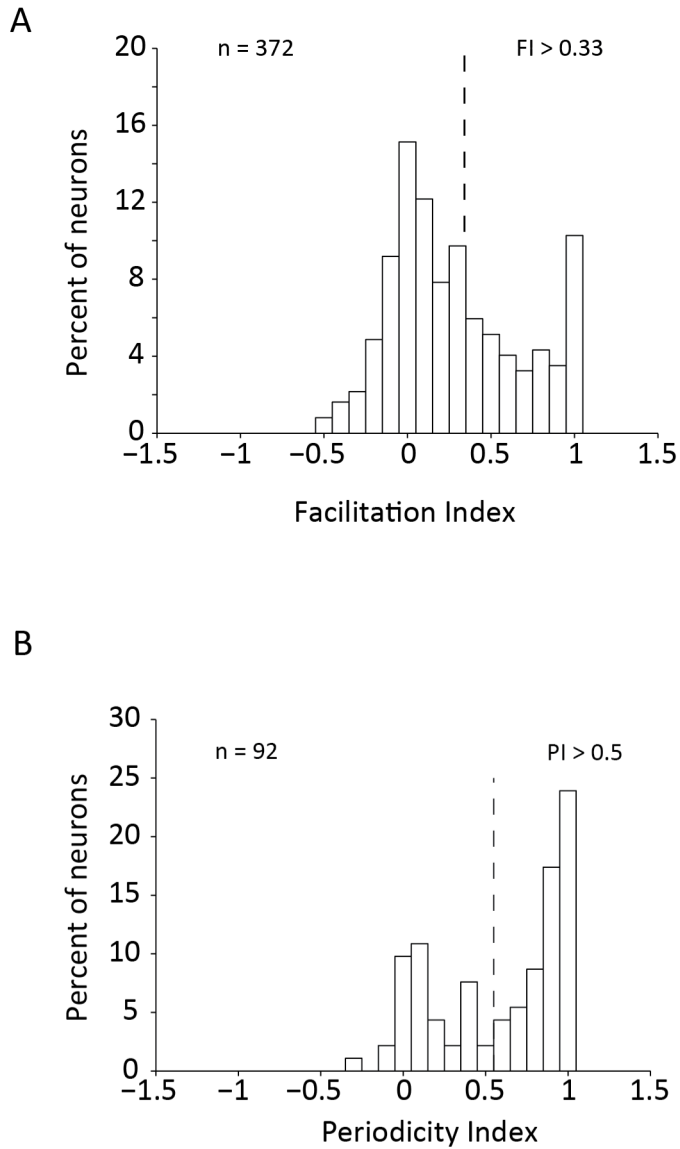 A
n = 372
FI > 0.33
Percent of neurons
20
16
12
8
4
0
−1.5 −1 −0.5 0 0.5 1 1.5
Facilitation Index
B
n = 92
PI > 0.5
Percent of neurons
30
25
20
15
10
5
0
−1.5 −1 −0.5 0 0.5 1 1.5
Periodicity Index